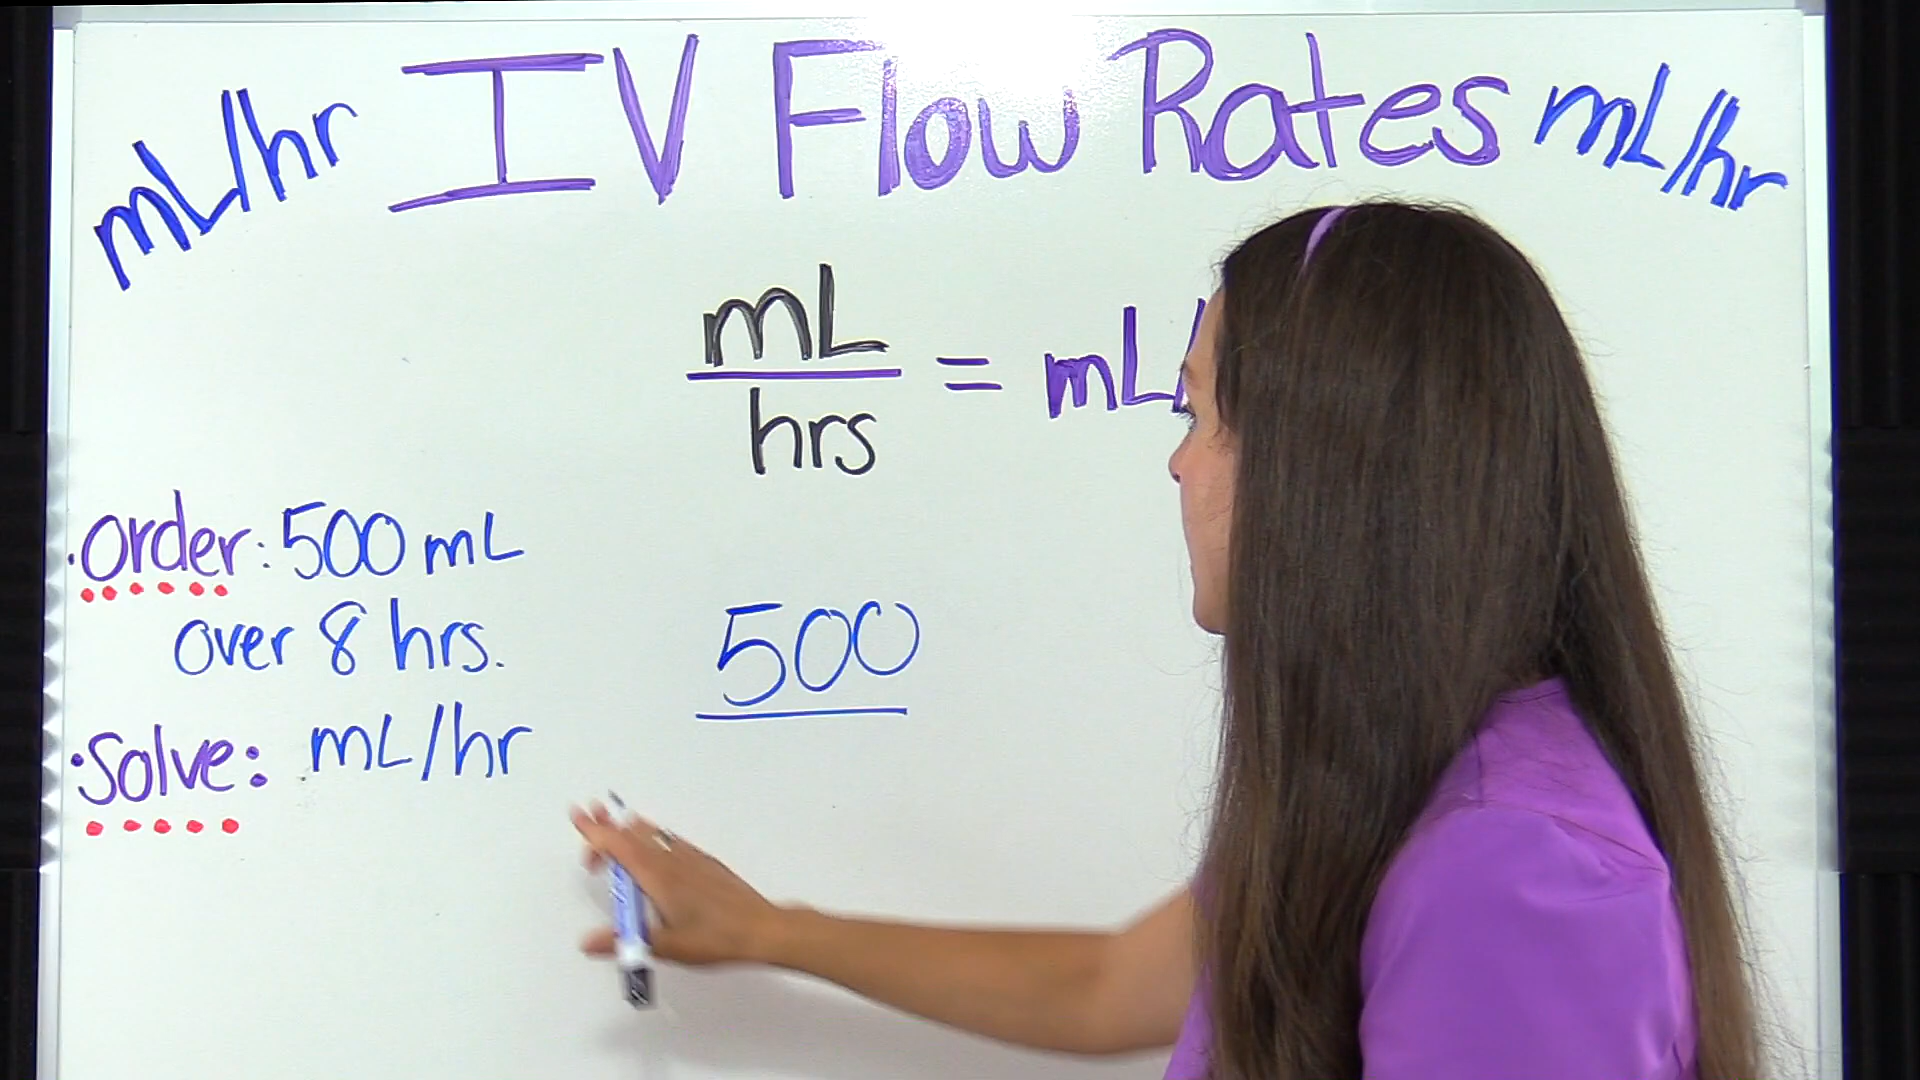 mL/hr IV Flow Rates mL/hr
mL
hrs
= mL/
·Order: 500 mL
over 8 hrs.
·Solve: mL/hr
500